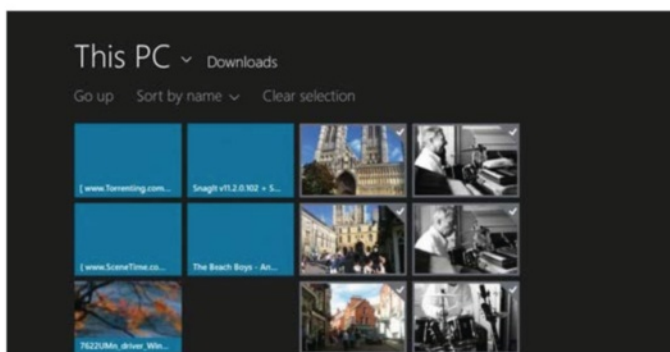 This PC Downloads
Go up Sort by name Clear selection
[ www.Torrenting.com...
SnagIt v11.2.0.102 + S...
[ www.SceneTime.co...
The Beach Boys - An...
7622UMn_driver_Win...